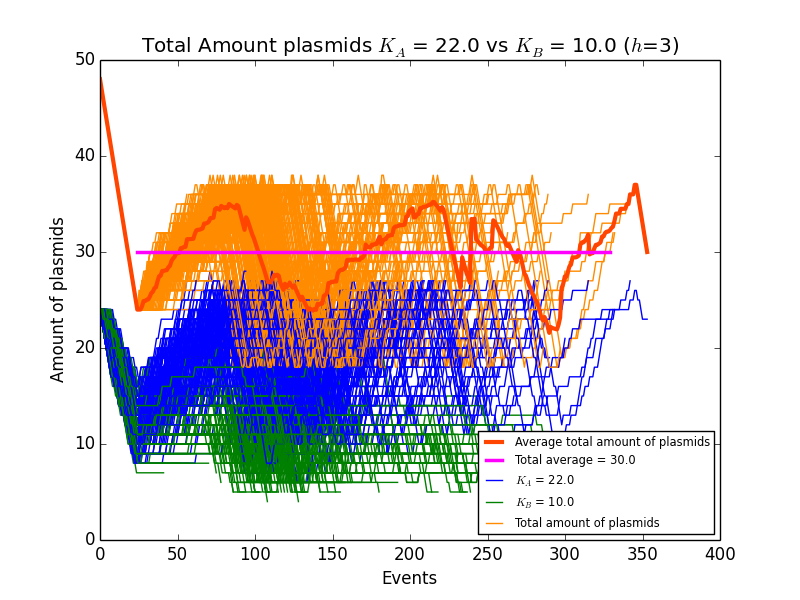 Total Amount plasmids K_A = 22.0 vs K_B = 10.0 (h=3)
50
40
30
20
10
0
Amount of plasmids
0 50 100 150 200 250 300 350 400
Events
Average total amount of plasmids
Total average = 30.0
K_A = 22.0
K_B = 10.0
Total amount of plasmids